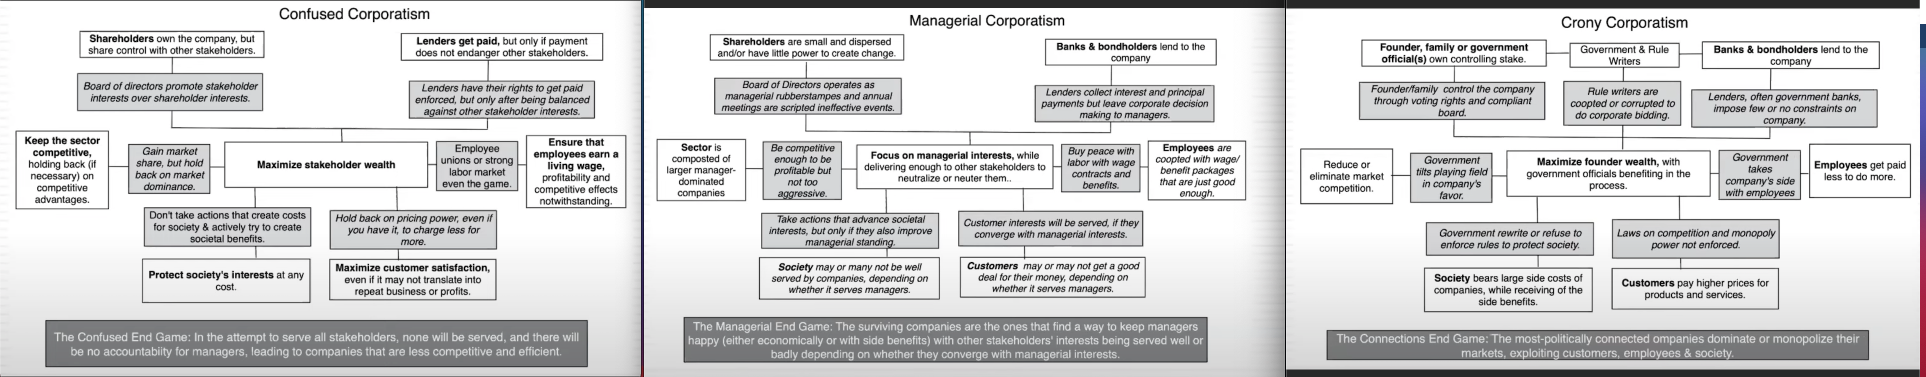 Confused Corporatism
Shareholders own the company, but
share control with other stakeholders.
Lenders get paid, but only if payment
does not endanger other stakeholders.
Board of directors promote stakeholder
interests over shareholder interests.
Lenders have their rights to get paid
enforced, but only after being balanced
against other stakeholder interests.
Keep the sector
competitive,
holding back (if
necessary) on
competitive
advantages.
Gain market
share, but hold
back on market
dominance.
Maximize stakeholder wealth
Employee
unions or strong
labor market
even the game.
Ensure that
employees earn a
living wage,
profitability and
competitive effects
notwithstanding.
Don't take actions that create costs
for society & actively try to create
societal benefits.
Hold back on pricing power, even if
you have it, to charge less for
more.
Protect society's interests at any
cost.
Maximize customer satisfaction,
even if it may not translate into
repeat business or profits.
The Confused End Game: In the attempt to serve all stakeholders, none will be served, and there will
be no accountabiity for managers, leading to companies that are less competitive and efficient.
Managerial Corporatism
Shareholders are small and dispersed
and/or have little power to create change.
Banks & bondholders lend to the
company
Board of Directors operates as
managerial rubberstampes and annual
meetings are scripted ineffective events.
Lenders collect interest and principal
payments but leave corporate decision
making to managers.
Sector is
composted of
larger manager-
dominated
companies
Be competitive
enough to be
profitable but
not too
aggressive.
Focus on managerial interests, while
delivering enough to other stakeholders to
neutralize or neuter them..
Buy peace with
labor with wage
contracts and
benefits.
Employees are
coopted with wage/
benefit packages
that are just good
enough.
Take actions that advance societal
interests, but only if they also improve
managerial standing.
Customer interests will be served, if they
converge with managerial interests.
Society may or many not be well
served by companies, depending on
whether it serves managers.
Customers may or may not get a good
deal for their money, depending on
whether it serves managers.
The Managerial End Game: The surviving companies are the ones that find a way to keep managers
happy (either economically or with side benefits) with other stakeholders' interests being served well or
badly depending on whether they converge with managerial interests.
Crony Corporatism
Founder, family or government
official(s) own controlling stake.
Government & Rule
Writers
Banks & bondholders lend to the
company
Founder/family control the company
through voting rights and compliant
board.
Rule writers are
coopted or corrupted to
do corporate bidding.
Lenders, often government banks,
impose few or no constraints on
company.
Reduce or
eliminate market
competition.
Government
tilts playing field
in company's
favor.
Maximize founder wealth, with
government officials benefiting in the
process.
Government
takes
company's side
with employees
Employees get paid
less to do more.
Government rewrite or refuse to
enforce rules to protect society.
Laws on competition and monopoly
power not enforced.
Society bears large side costs of
companies, while receiving of the
side benefits.
Customers pay higher prices for
products and services.
The Connections End Game: The most-politically connected ompanies dominate or monopolize their
markets, exploiting customers, employees & society.